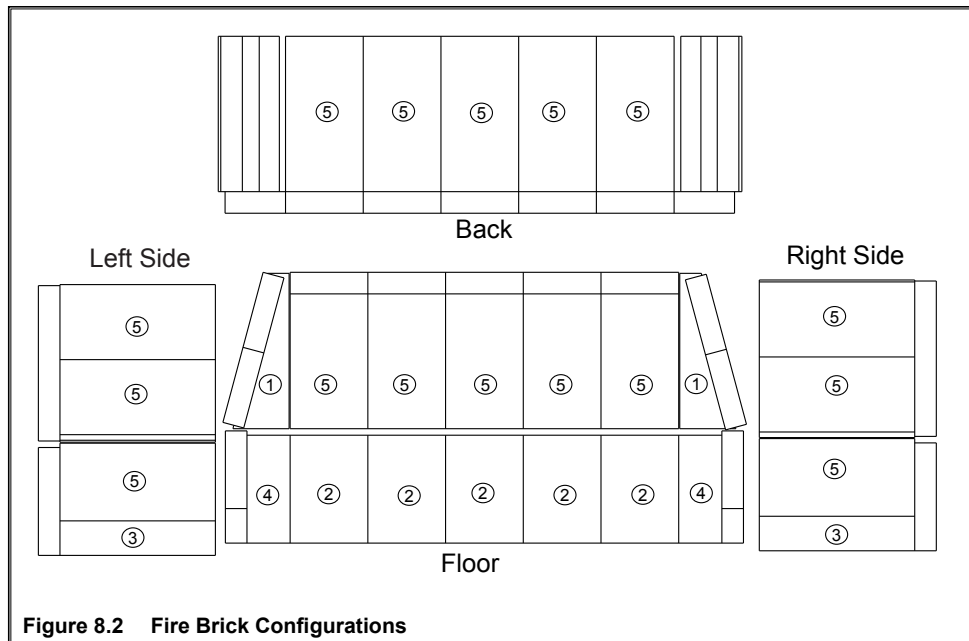 ⑤ ⑤ ⑤ ⑤ ⑤
Back
Left Side
Right Side
⑤
⑤
⑤
③
① ⑤ ⑤ ⑤ ⑤ ⑤ ①
④ ② ② ② ② ② ④
Floor
⑤
⑤
⑤
③
Figure 8.2 Fire Brick Configurations